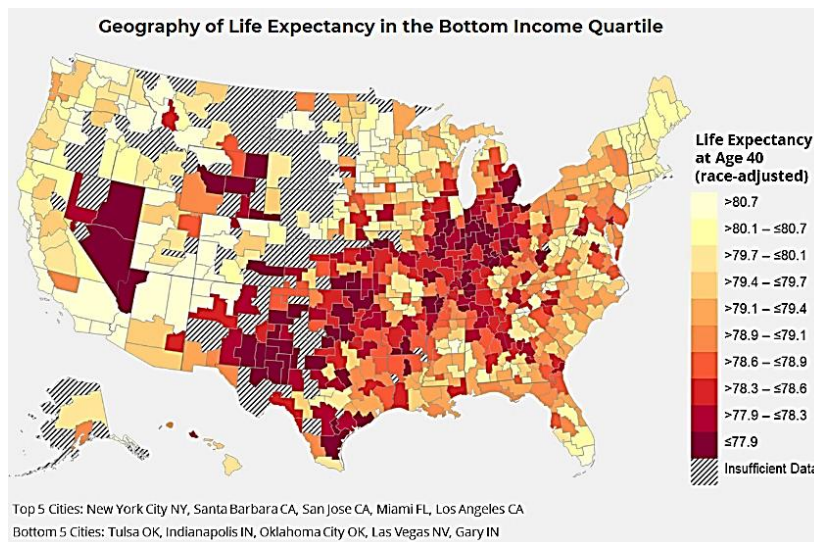 Geography of Life Expectancy in the Bottom Income Quartile
Life Expectancy
at Age 40
(race-adjusted)
>80.7
>80.1 – ≤80.7
>79.7 – ≤80.1
>79.4 – ≤79.7
>79.1 – ≤79.4
>78.9 – ≤79.1
>78.6 – ≤78.9
>78.3 – ≤78.6
>77.9 – ≤78.3
≤77.9
Insufficient Data
Top 5 Cities: New York City NY, Santa Barbara CA, San Jose CA, Miami FL, Los Angeles CA
Bottom 5 Cities: Tulsa OK, Indianapolis IN, Oklahoma City OK, Las Vegas NV, Gary IN